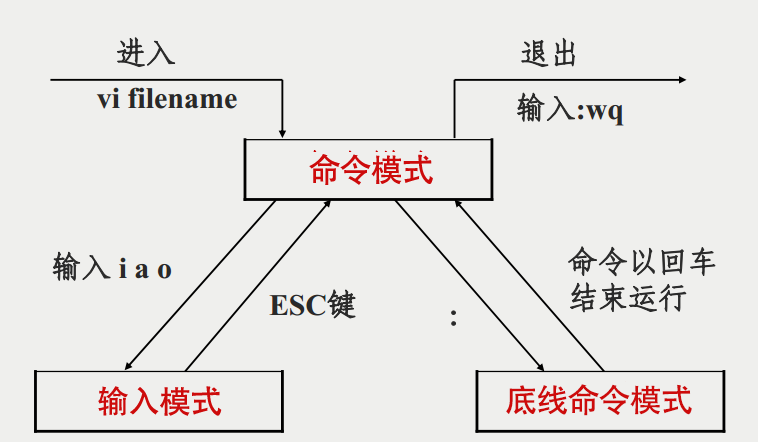 进入
退出
vi filename
输入:wq
命令模式
输入 i a o
命令以回车
结束运行
ESC键
:
输入模式
底线命令模式